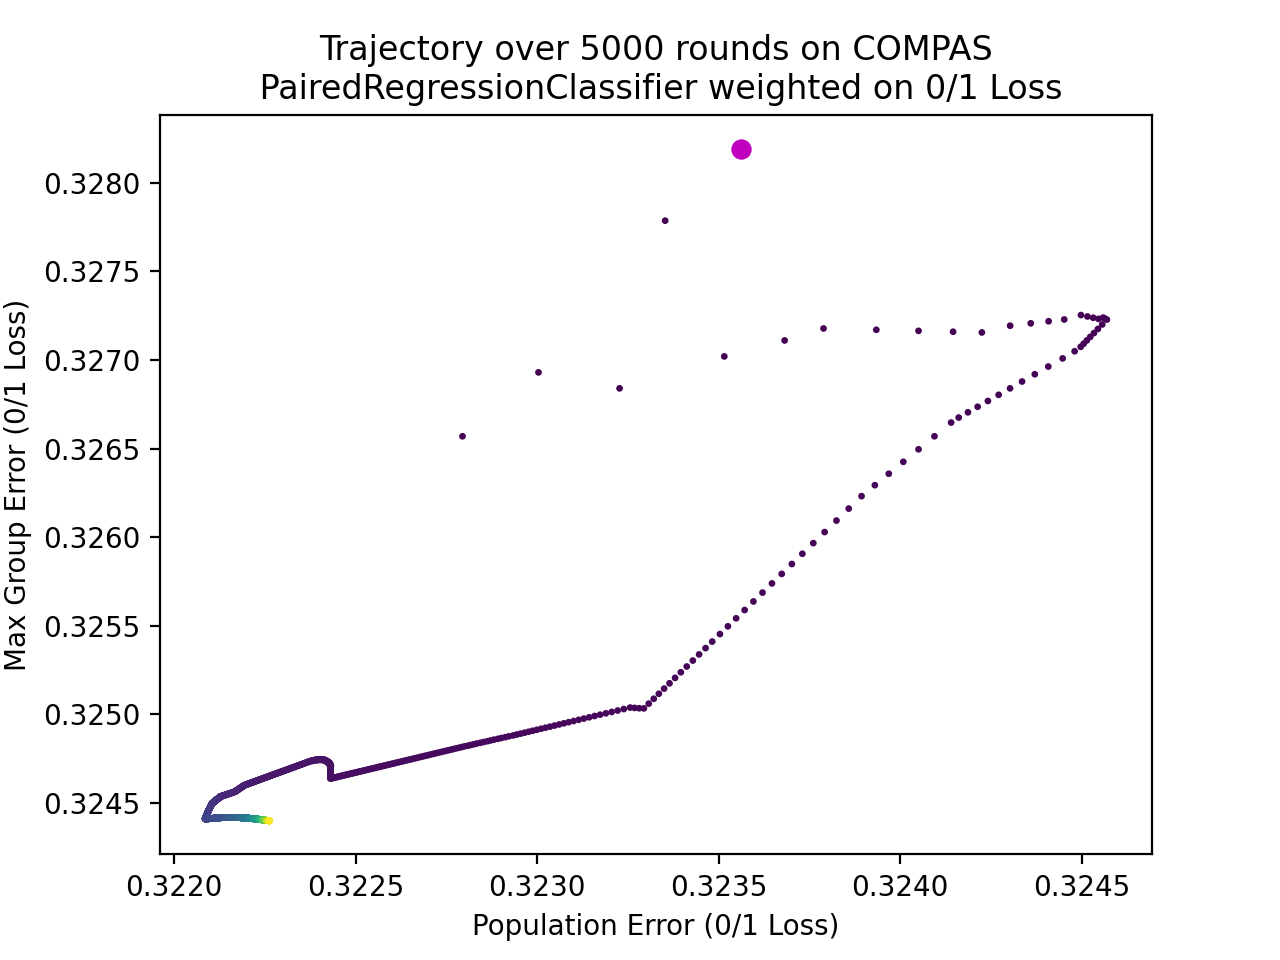 Trajectory over 5000 rounds on COMPAS
PairedRegressionClassifier weighted on 0/1 Loss
Max Group Error (0/1 Loss)
0.3280
0.3275
0.3270
0.3265
0.3260
0.3255
0.3250
0.3245
0.3220 0.3225 0.3230 0.3235 0.3240 0.3245
Population Error (0/1 Loss)